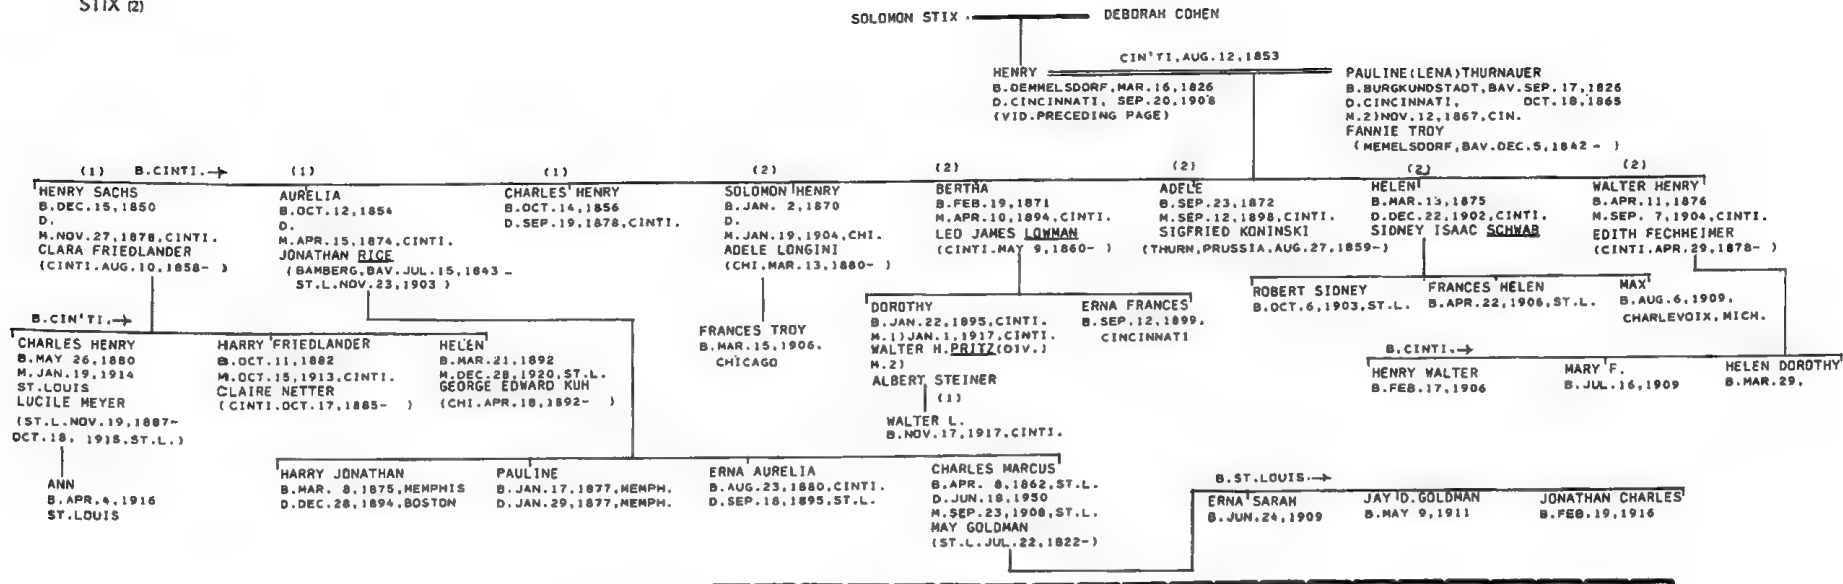 STIX (2)
SOLOMON STIX
DEBORAH COHEN
CIN'TI,AUG.12,1853
HENRY
B.DEMMELSDORF,MAR.16,1826
D.CINCINNATI, SEP.20,1908
(VID.PRECEDING PAGE)
PAULINE(LENA)THURNAUER
B.BURGKUNDSTADT,BAV.SEP.17,1826
D.CINCINNATI, OCT.18,1865
M.2)NOV.12,1867,CIN.
FANNIE TROY
(MEMELSDORF,BAV.DEC.5,1842 - )
(1) B.CINTI.→ (1) (1) (2) (2) (2) (2) (2)
HENRY SACHS
B.DEC.15,1850
D.
M.NOV.27,1878,CINTI.
CLARA FRIEDLANDER
(CINTI.AUG.10,1858- )
AURELIA
B.OCT.12,1854
D.
M.APR.15,1874,CINTI.
JONATHAN RICE
(BAMBERG,BAV.JUL.15,1843 -
ST.L.NOV.23,1903 )
CHARLES HENRY
B.OCT.14,1856
D.SEP.19,1878,CINTI.
SOLOMON HENRY
B.JAN. 2,1870
D.
M.JAN.19,1904,CHI.
ADELE LONGINI
(CHI.MAR.13,1880- )
BERTHA
B.FEB.19,1871
M.APR.10,1894,CINTI.
LEO JAMES LOWMAN
(CINTI.MAY 9,1860- )
ADELE
B.SEP.23,1872
M.SEP.12,1898,CINTI.
SIGFRIED KONINSKI
(THURN,PRUSSIA,AUG.27,1859-)
HELEN
B.MAR.13,1875
D.DEC.22,1902,CINTI.
SIDNEY ISAAC SCHWAB
WALTER HENRY
B.APR.11,1876
M.SEP. 7,1904,CINTI.
EDITH FECHHEIMER
(CINTI.APR.29,1878- )
B.CIN'TI,→
CHARLES HENRY
B.MAY 26,1880
M.JAN.19,1914
ST.LOUIS
LUCILE MEYER
(ST.L.NOV.19,1887-
OCT.18, 1918.ST.L.)
HARRY FRIEDLANDER
B.OCT.11,1882
M.OCT.15,1913,CINTI.
CLAIRE NETTER
(CINTI.OCT.17,1885- )
HELEN
B.MAR.21,1892
M.DEC.28,1920,ST.L.
GEORGE EDWARD KUH
(CHI.APR.18,1892- )
FRANCES TROY
B.MAR.15,1906.
CHICAGO
DOROTHY
B.JAN.22,1895,CINTI.
M.1)JAN.1,1917,CINTI.
WALTER H.PRITZ(DIV.)
M.2)
ALBERT STEINER
(1)
WALTER L.
B.NOV.17,1917,CINTI.
ERNA FRANCES
B.SEP.12,1899,
CINCINNATI
ROBERT SIDNEY
B.OCT.6,1903,ST.L.
FRANCES HELEN
B.APR.22,1906,ST.L.
MAX
B.AUG.6,1909,
CHARLEVOIX,MICH.
B.CINTI.→
HENRY WALTER
B.FEB.17,1906
MARY F.
B.JUL.16,1909
HELEN DOROTHY
B.MAR.29,
ANN
B.APR.4,1916
ST.LOUIS
HARRY JONATHAN
B.MAR. 8,1875,MEMPHIS
D.DEC.28,1894,BOSTON
PAULINE
B.JAN.17,1877,MEMPH.
D.JAN.29,1877,MEMPH.
ERNA AURELIA
B.AUG.23,1880,CINTI.
D.SEP.18,1895,ST.L.
CHARLES MARCUS
B.APR. 8,1862,ST.L.
D.JUN.18,1950
M.SEP.23,1908,ST.L.
MAY GOLDMAN
(ST.L.JUL.22,1822-)
B.ST.LOUIS→
ERNA SARAH
B.JUN.24,1909
JAY D.GOLDMAN
B.MAY 9,1911
JONATHAN CHARLES
B.FEB.19,1916